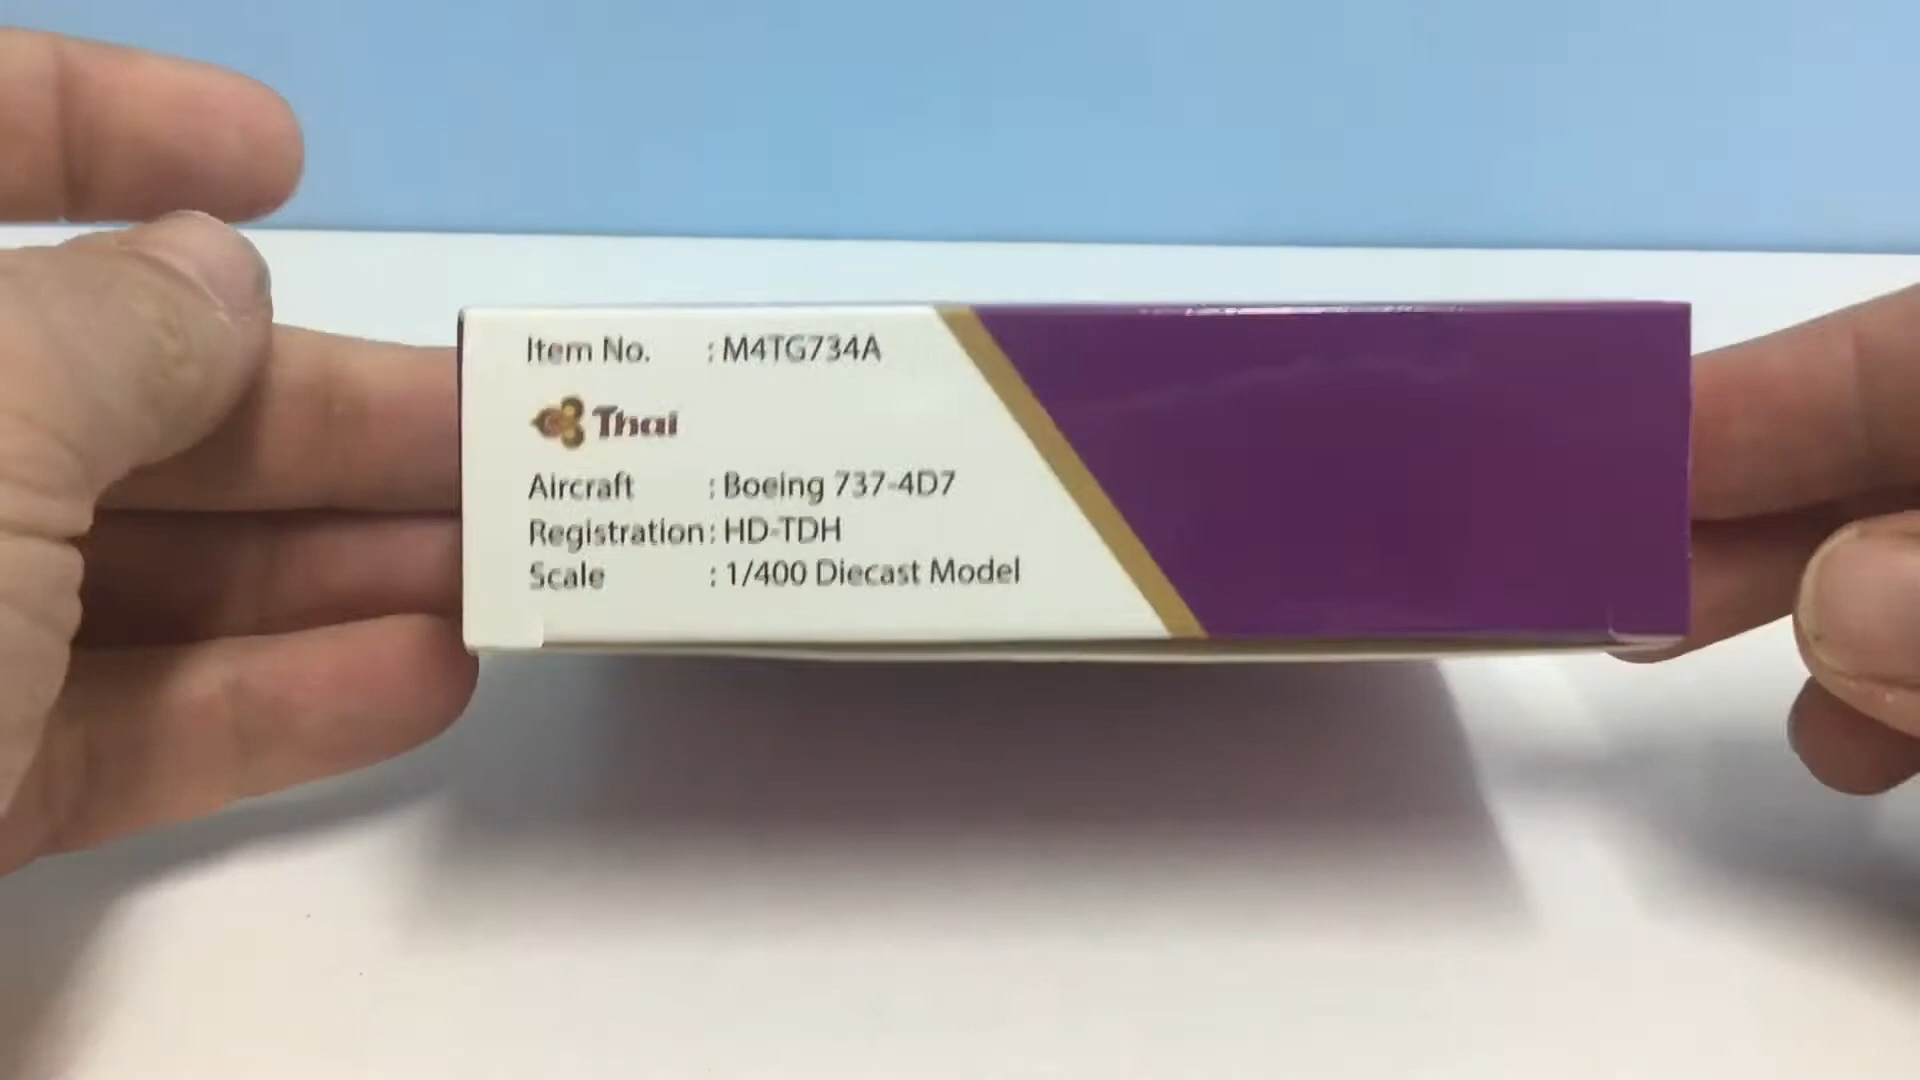 Item No. : M4TG734A
Thai
Aircraft : Boeing 737-4D7
Registration : HD-TDH
Scale : 1/400 Diecast Model